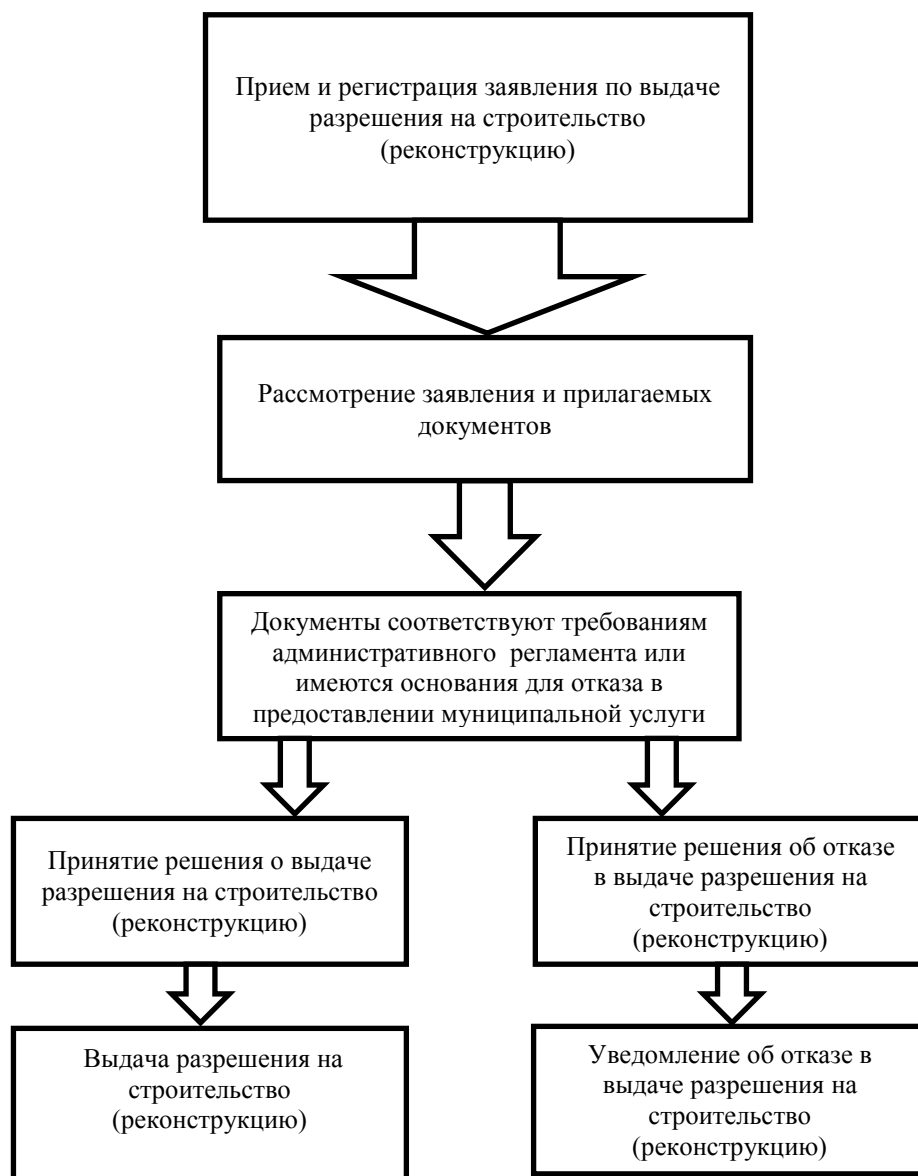 Прием и регистрация заявления по выдаче
разрешения на строительство
(реконструкцию)
Рассмотрение заявления и прилагаемых
документов
Документы соответствуют требованиям
административного  регламента или
имеются основания для отказа в
предоставлении муниципальной услуги
Принятие решения о выдаче
разрешения на строительство
(реконструкцию)
Принятие решения об отказе
в выдаче разрешения на
строительство
(реконструкцию)
Выдача разрешения на
строительство
(реконструкцию)
Уведомление об отказе в
выдаче разрешения на
строительство
(реконструкцию)